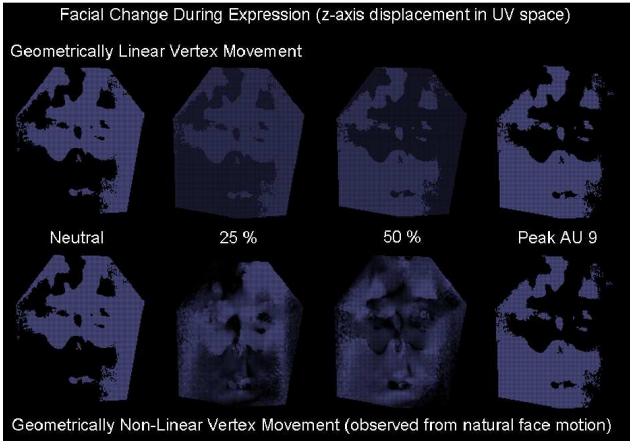 Facial Change During Expression (z-axis displacement in UV space)
Geometrically Linear Vertex Movement
Neutral 25 % 50 % Peak AU 9
Geometrically Non-Linear Vertex Movement (observed from natural face motion)